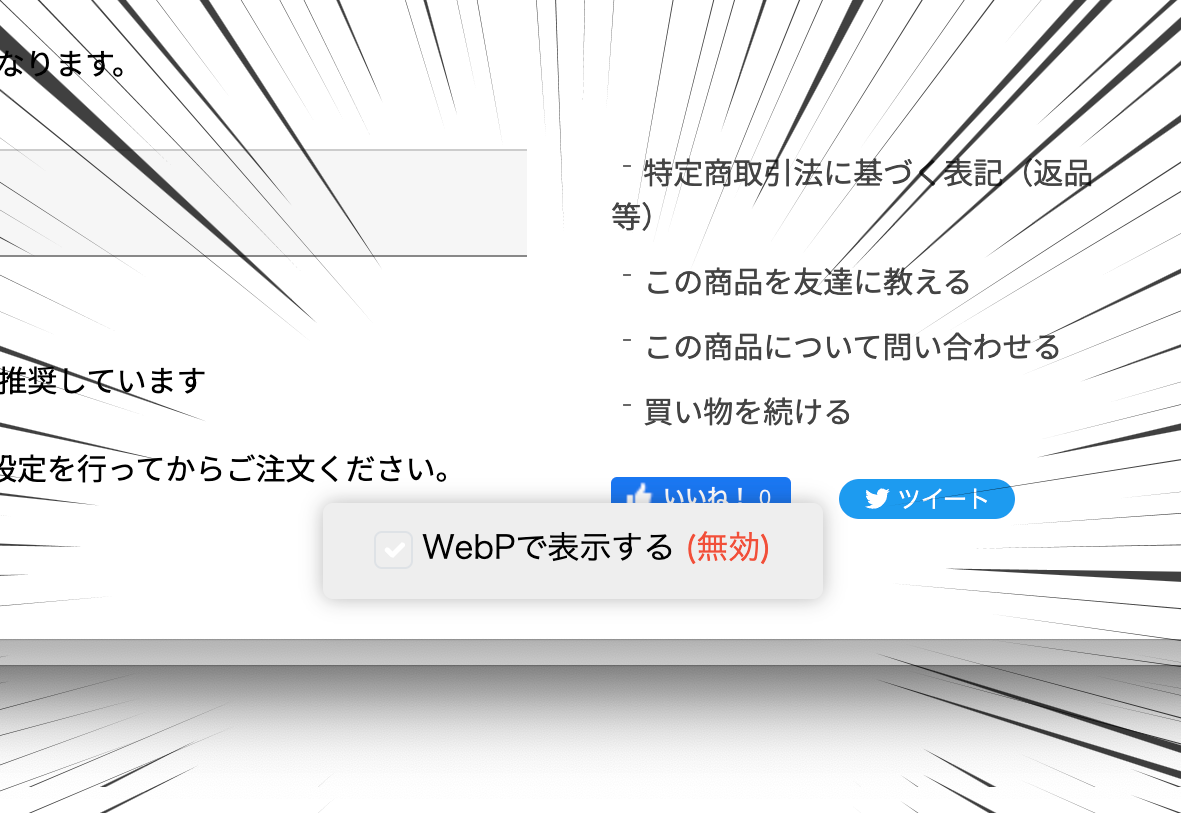 なります。
- 特定商取引法に基づく表記（返品
等）
- この商品を友達に教える
- この商品について問い合わせる
推奨しています
- 買い物を続ける
設定を行ってからご注文ください。
いいね！ 0
ツイート
WebPで表示する (無効)